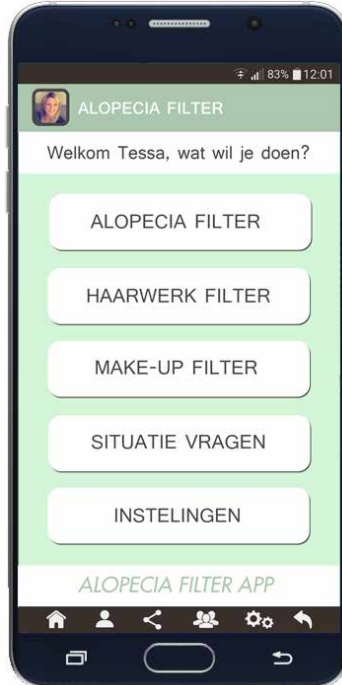 83% 12:01
ALOPECIA FILTER
Welkom Tessa, wat wil je doen?
ALOPECIA FILTER
HAARWERK FILTER
MAKE-UP FILTER
SITUATIE VRAGEN
INSTELINGEN
ALOPECIA FILTER APP